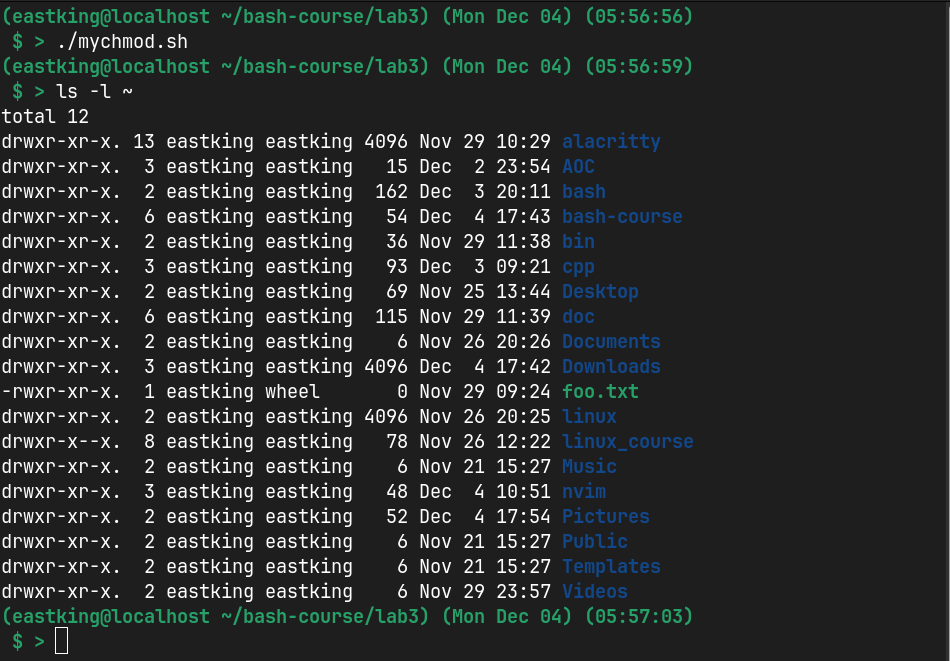 (eastking@localhost ~/bash-course/lab3) (Mon Dec 04) (05:56:56)
 $ > ./mychmod.sh
(eastking@localhost ~/bash-course/lab3) (Mon Dec 04) (05:56:59)
 $ > ls -l ~
total 12
drwxr-xr-x. 13 eastking eastking 4096 Nov 29 10:29 alacritty
drwxr-xr-x.  3 eastking eastking   15 Dec  2 23:54 AOC
drwxr-xr-x.  2 eastking eastking  162 Dec  3 20:11 bash
drwxr-xr-x.  6 eastking eastking   54 Dec  4 17:43 bash-course
drwxr-xr-x.  2 eastking eastking   36 Nov 29 11:38 bin
drwxr-xr-x.  3 eastking eastking   93 Dec  3 09:21 cpp
drwxr-xr-x.  2 eastking eastking   69 Nov 25 13:44 Desktop
drwxr-xr-x.  6 eastking eastking  115 Nov 29 11:39 doc
drwxr-xr-x.  2 eastking eastking    6 Nov 26 20:26 Documents
drwxr-xr-x.  3 eastking eastking 4096 Dec  4 17:42 Downloads
-rwxr-xr-x.  1 eastking wheel       0 Nov 29 09:24 foo.txt
drwxr-xr-x.  2 eastking eastking 4096 Nov 26 20:25 linux
drwxr-x--x.  8 eastking eastking   78 Nov 26 12:22 linux_course
drwxr-xr-x.  2 eastking eastking    6 Nov 21 15:27 Music
drwxr-xr-x.  3 eastking eastking   48 Dec  4 10:51 nvim
drwxr-xr-x.  2 eastking eastking   52 Dec  4 17:54 Pictures
drwxr-xr-x.  2 eastking eastking    6 Nov 21 15:27 Public
drwxr-xr-x.  2 eastking eastking    6 Nov 21 15:27 Templates
drwxr-xr-x.  2 eastking eastking    6 Nov 29 23:57 Videos
(eastking@localhost ~/bash-course/lab3) (Mon Dec 04) (05:57:03)
 $ >